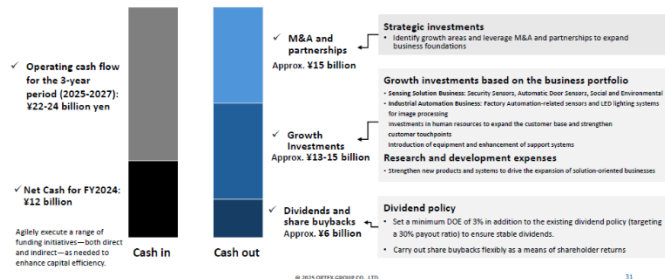 ✓ Operating cash flow
for the 3-year
period (2025-2027):
¥22-24 billion yen
✓ Net Cash for FY2024:
¥12 billion
Agilely execute a range of
funding initiatives—both direct
and indirect—as needed to
enhance capital efficiency.
Cash in
Cash out
✓ M&A and
partnerships
Approx. ¥15 billion
✓ Growth
Investments
Approx. ¥13-15 billion
✓ Dividends and
share buybacks
Approx. ¥6 billion
Strategic investments
• Identify growth areas and leverage M&A and partnerships to expand
business foundations
Growth investments based on the business portfolio
• Sensing Solution Business: Security Sensors, Automatic Door Sensors, Social and Environmental
• Industrial Automation Business: Factory Automation-related sensors and LED lighting systems
for image processing
Investments in human resources to expand the customer base and strengthen
customer touchpoints
Introduction of equipment and enhancement of support systems
Research and development expenses
• Strengthen new products and systems to drive the expansion of solution-oriented businesses
Dividend policy
• Set a minimum DOE of 3% in addition to the existing dividend policy (targeting
a 30% payout ratio) to ensure stable dividends.
• Carry out share buybacks flexibly as a means of shareholder returns
© 2025 OPTEX GROUP CO., LTD.
31